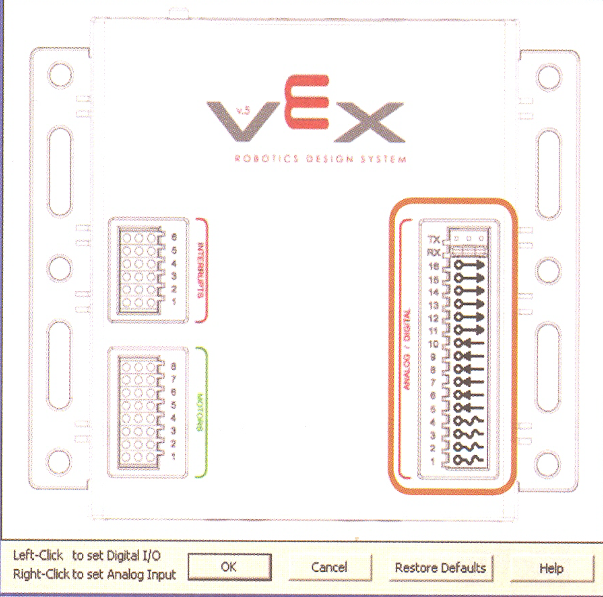 v.5
VEX
ROBOTICS DESIGN SYSTEM
INTERRUPTS
6
5
4
3
2
1
MOTORS
8
7
6
5
4
3
2
1
ANALOG / DIGITAL
TX
RX
16
15
14
13
12
11
10
9
8
7
6
5
4
3
2
1
Left-Click to set Digital I/O
Right-Click to set Analog Input
OK
Cancel
Restore Defaults
Help